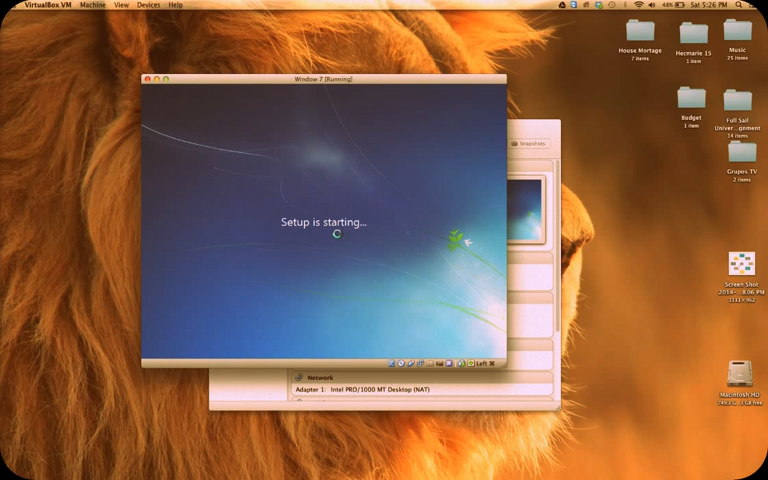 VirtualBox VM Machine View Devices Help
48% Sat 5:26 PM
House Mortage
7 items
Hecmarie 15
1 item
Music
25 items
Window 7 [Running]
Budget
1 item
Full Sail
Univer...gnment
14 items
Snapshots
Grupos TV
2 items
Setup is starting...
Screen Shot
2014-...8.06 PM
1111×962
Left ⌘
Network
Adapter 1: Intel PRO/1000 MT Desktop (NAT)
Macintosh HD